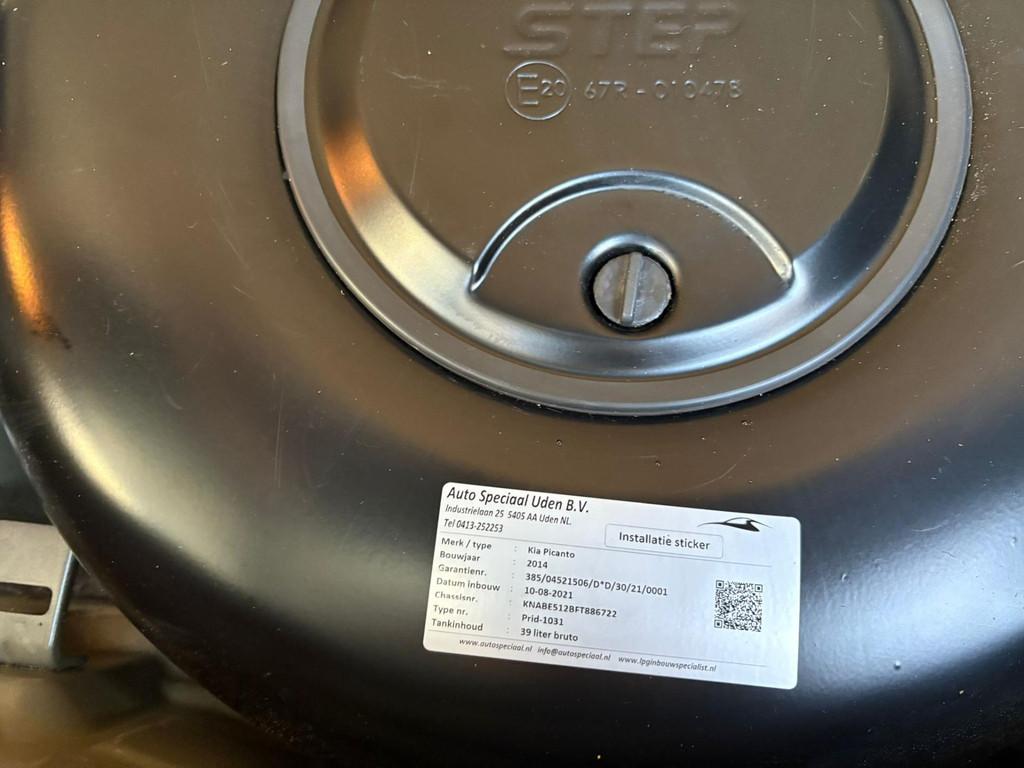 STEP
E20 67R - 010478
Auto Speciaal Uden B.V.
Industrielaan 25 5405 AA Uden NL.
Tel 0413-252253
Installatie sticker
Merk / type : Kia Picanto
Bouwjaar : 2014
Garantienr. : 385/04521506/D*D/30/21/0001
Datum inbouw : 10-08-2021
Chassisnr. : KNABE512BFT886722
Type nr. : Prid-1031
Tankinhoud : 39 liter bruto
www.autospeciaal.nl info@autospeciaal.nl www.lpginbouwspecialist.nl